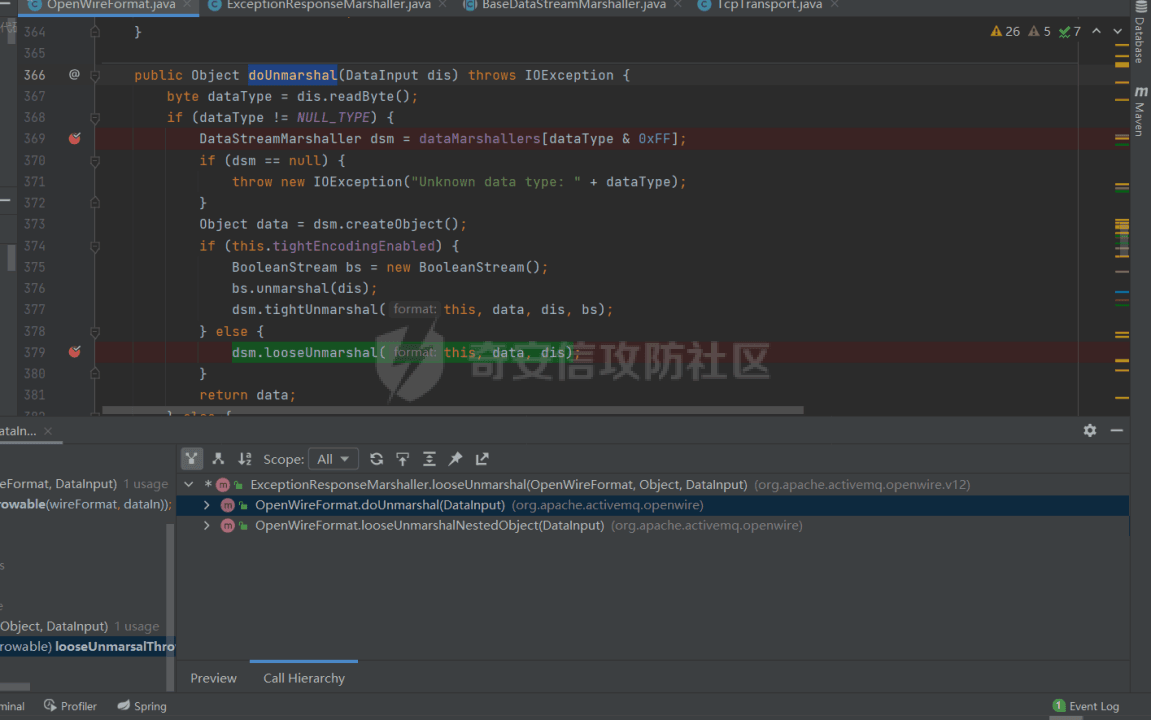 OpenWireFormat.java ExceptionResponseMarshaller.java BaseDataStreamMarshaller.java TcpTransport.java
364 }
26 5 7
365
366 @ public Object doUnmarshal(DataInput dis) throws IOException {
367 byte dataType = dis.readByte();
368 if (dataType != NULL_TYPE) {
369 DataStreamMarshaller dsm = dataMarshallers[dataType & 0xFF];
370 if (dsm == null) {
371 throw new IOException("Unknown data type: " + dataType);
372 }
373 Object data = dsm.createObject();
374 if (this.tightEncodingEnabled) {
375 BooleanStream bs = new BooleanStream();
376 bs.unmarshal(dis);
377 dsm.tightUnmarshal( format: this, data, dis, bs);
378 } else {
379 dsm.looseUnmarshal( format: this, data, dis);
380 }
381 return data;
382 } else {
奇安信攻防社区
Database
m Maven
ataIn...
Scope: All
eFormat, DataInput) 1 usage
rowable(wireFormat, dataIn));
s
e
Object, DataInput) 1 usage
rowable) looseUnmarsalThro
* m ExceptionResponseMarshaller.looseUnmarshal(OpenWireFormat, Object, DataInput) (org.apache.activemq.openwire.v12)
m OpenWireFormat.doUnmarshal(DataInput) (org.apache.activemq.openwire)
m OpenWireFormat.looseUnmarshalNestedObject(DataInput) (org.apache.activemq.openwire)
Preview Call Hierarchy
minal Profiler Spring
1 Event Log